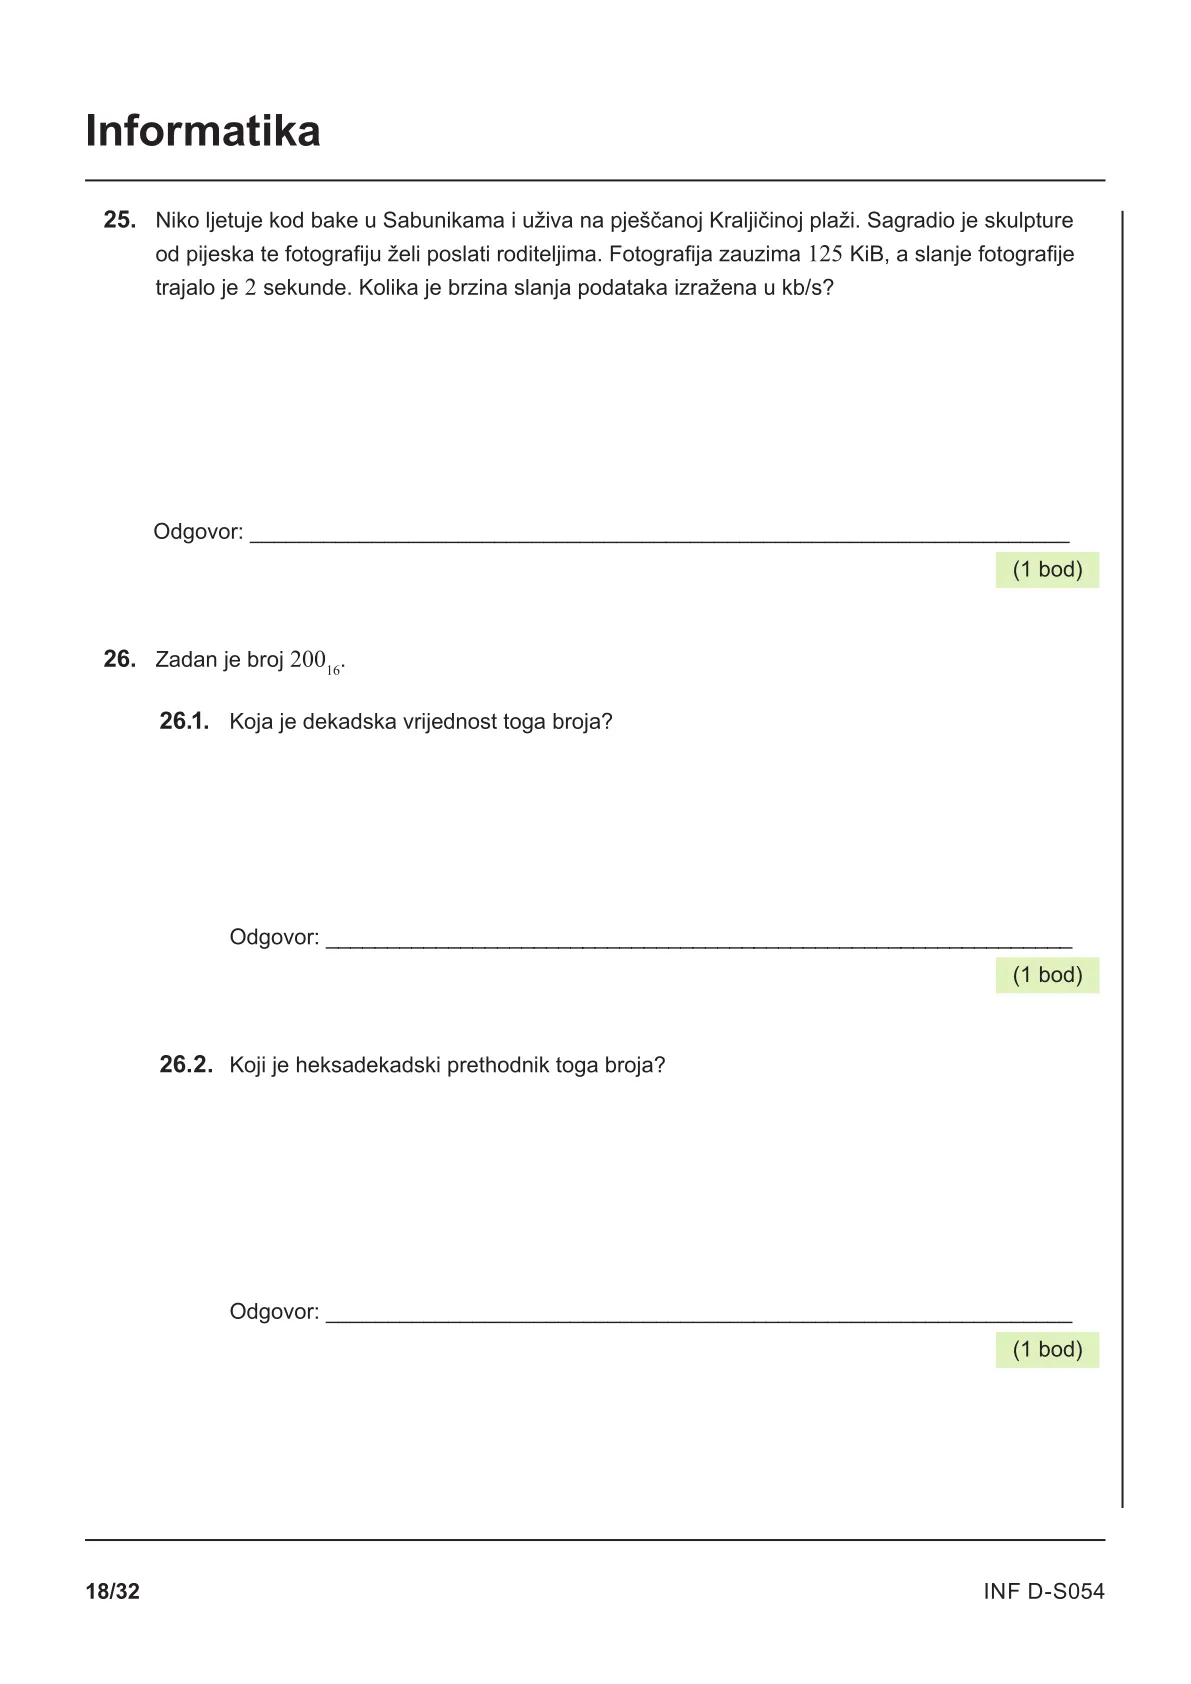 Informatika
25. Niko ljetuje kod bake u Sabunikama i uživa na pješčanoj Kraljičinoj plaži. Sagradio je skulpture
od pijeska te fotografiju želi poslati roditeljima. Fotografija zauzima 125 KiB, a slanje fotografije
trajalo je 2 sekunde. Kolika je brzina slanja podataka izražena u kb/s?
Odgovor: ____________________________________________________________________
(1 bod)
26. Zadan je broj 200₁₆.
26.1. Koja je dekadska vrijednost toga broja?
Odgovor: ______________________________________________________________
(1 bod)
26.2. Koji je heksadekadski prethodnik toga broja?
Odgovor: ______________________________________________________________
(1 bod)
18/32 INF D-S054